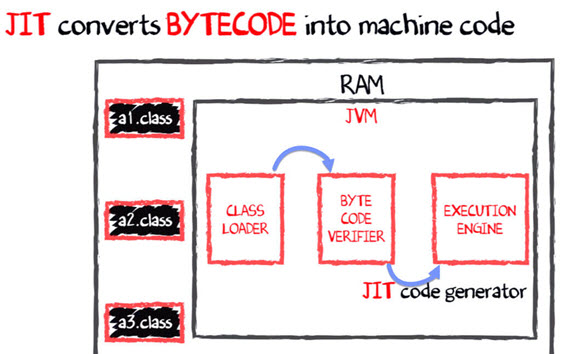 JIT converts BYTECODE into machine code
RAM
JVM
a1.class
a2.class
a3.class
CLASS
LOADER
BYTE
CODE
VERIFIER
EXECUTION
ENGINE
JIT code generator